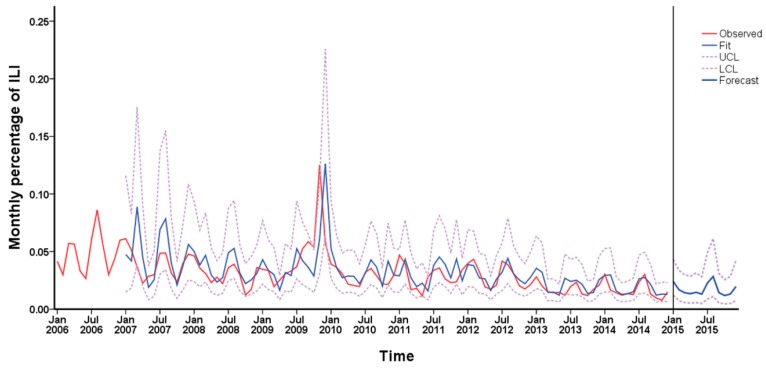 Monthly percentage of ILI
0.25
0.20
0.15
0.10
0.05
0.00
Observed
Fit
UCL
LCL
Forecast
Jan Jul Jan Jul Jan Jul Jan Jul Jan Jul Jan Jul Jan Jul Jan Jul Jan Jul Jan Jul
2006 2006 2007 2007 2008 2008 2009 2009 2010 2010 2011 2011 2012 2012 2013 2013 2014 2014 2015 2015
Time